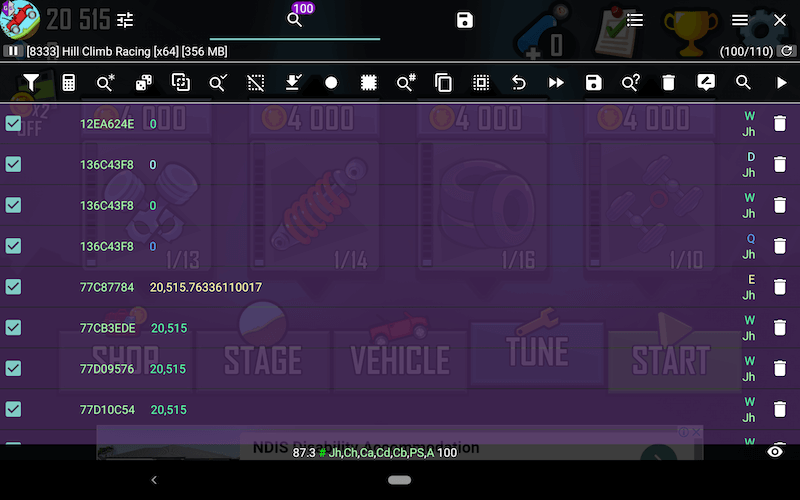 20 515
100
0
[8333] Hill Climb Racing [x64] [356 MB]
(100/110)
X2
OFF
4 000
4 000
4 000
4 000
12EA624E 0 W
Jh
136C43F8 0 D
Jh
136C43F8 0 W
Jh
136C43F8 0 Q
Jh
1/13
1/14
1/16
1/10
77C87784 20,515.76336110017 E
Jh
77CB3EDE 20,515 W
Jh
SHOP
STAGE
VEHICLE
TUNE
START
77D09576 20,515 W
Jh
77D10C54 20,515 W
Jh
W
NDIS Disability Accommodation
87.3 # Jh,Ch,Ca,Cd,Cb,PS,A 100